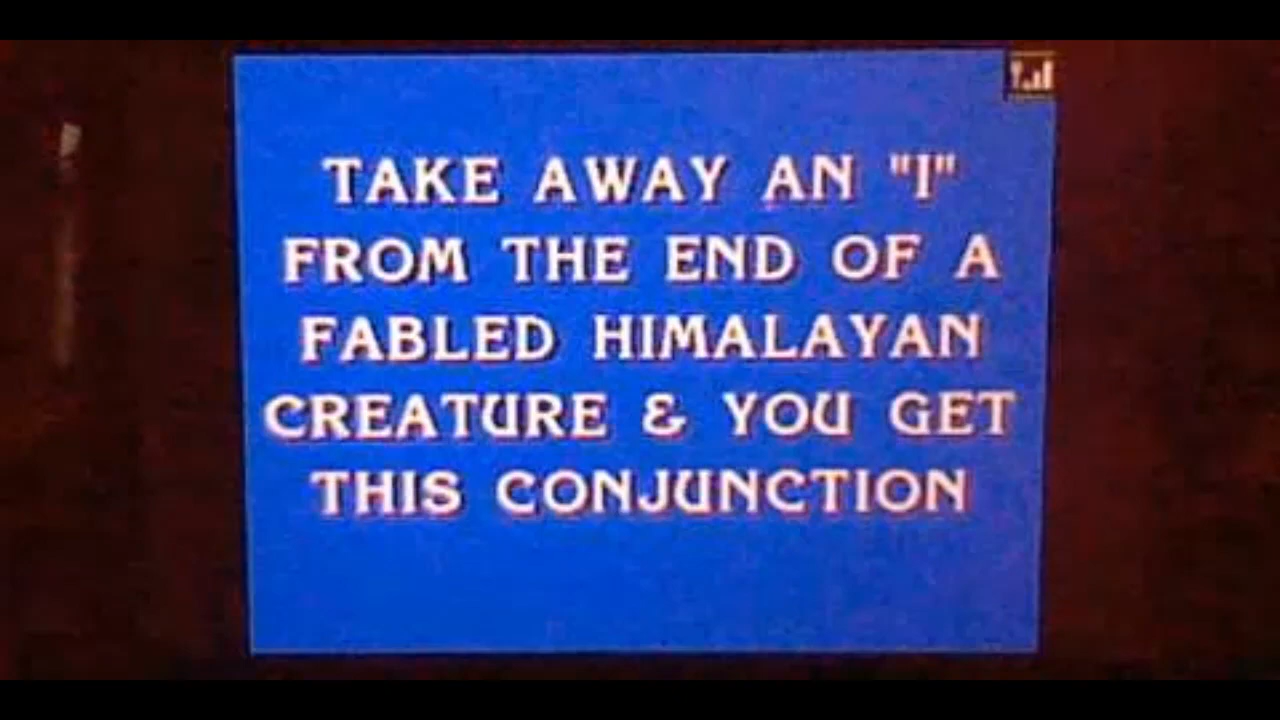 TAKE AWAY AN "I"
FROM THE END OF A
FABLED HIMALAYAN
CREATURE & YOU GET
THIS CONJUNCTION